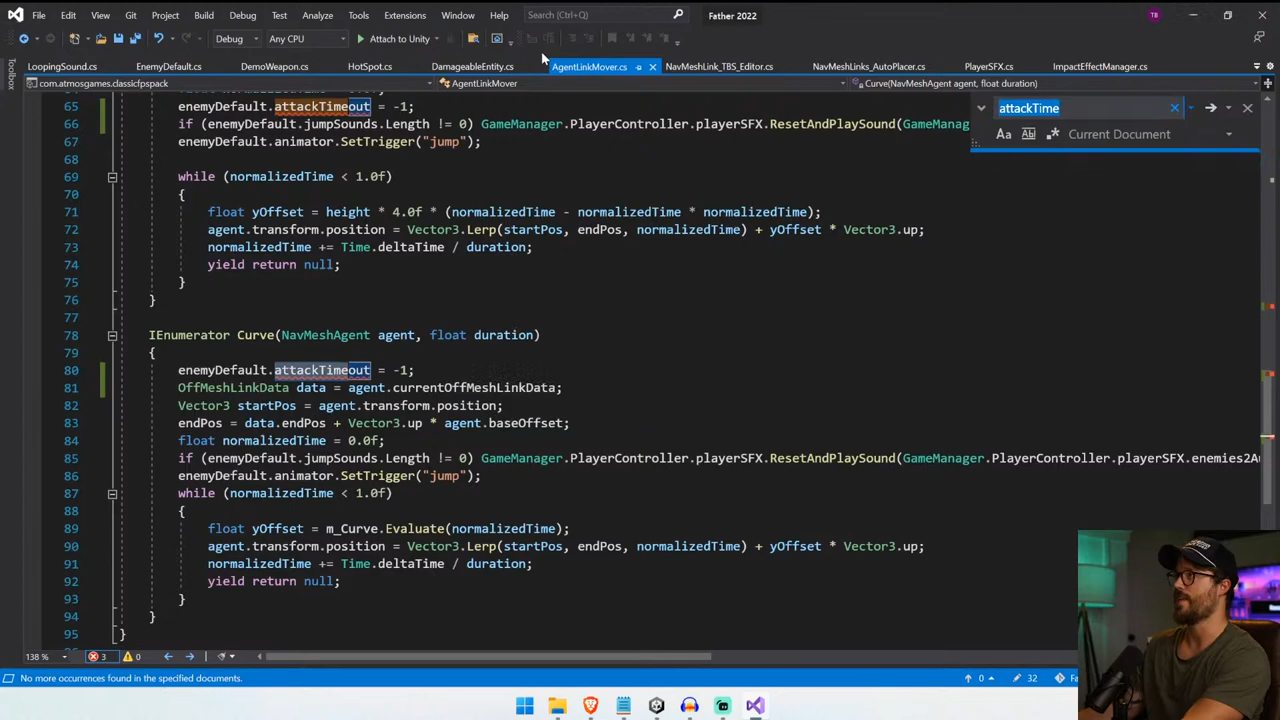 File Edit View Git Project Build Debug Test Analyze Tools Extensions Window Help Search (Ctrl+Q) Father 2022 TB
Debug Any CPU Attach to Unity
LoopingSound.cs EnemyDefault.cs DemoWeapon.cs HotSpot.cs DamageableEntity.cs AgentLinkMover.cs NavMeshLink_TBS_Editor.cs NavMeshLinks_AutoPlacer.cs PlayerSFX.cs ImpactEffectManager.cs
Toolbox
com.atmosgames.classicfpspack AgentLinkMover Curve(NavMeshAgent agent, float duration)
attackTime
Aa Ab Current Document
65 enemyDefault.attackTimeout = -1;
66 if (enemyDefault.jumpSounds.Length != 0) GameManager.PlayerController.playerSFX.ResetAndPlaySound(GameManag
67 enemyDefault.animator.SetTrigger("jump");
68
69 while (normalizedTime < 1.0f)
70 {
71 float yOffset = height * 4.0f * (normalizedTime - normalizedTime * normalizedTime);
72 agent.transform.position = Vector3.Lerp(startPos, endPos, normalizedTime) + yOffset * Vector3.up;
73 normalizedTime += Time.deltaTime / duration;
74 yield return null;
75 }
76 }
77
78 IEnumerator Curve(NavMeshAgent agent, float duration)
79 {
80 enemyDefault.attackTimeout = -1;
81 OffMeshLinkData data = agent.currentOffMeshLinkData;
82 Vector3 startPos = agent.transform.position;
83 endPos = data.endPos + Vector3.up * agent.baseOffset;
84 float normalizedTime = 0.0f;
85 if (enemyDefault.jumpSounds.Length != 0) GameManager.PlayerController.playerSFX.ResetAndPlaySound(GameManager.PlayerController.playerSFX.enemies2Au
86 enemyDefault.animator.SetTrigger("jump");
87 while (normalizedTime < 1.0f)
88 {
89 float yOffset = m_Curve.Evaluate(normalizedTime);
90 agent.transform.position = Vector3.Lerp(startPos, endPos, normalizedTime) + yOffset * Vector3.up;
91 normalizedTime += Time.deltaTime / duration;
92 yield return null;
93 }
94 }
95 }
138 % 3 0
No more occurrences found in the specified documents. 0 32 Fa